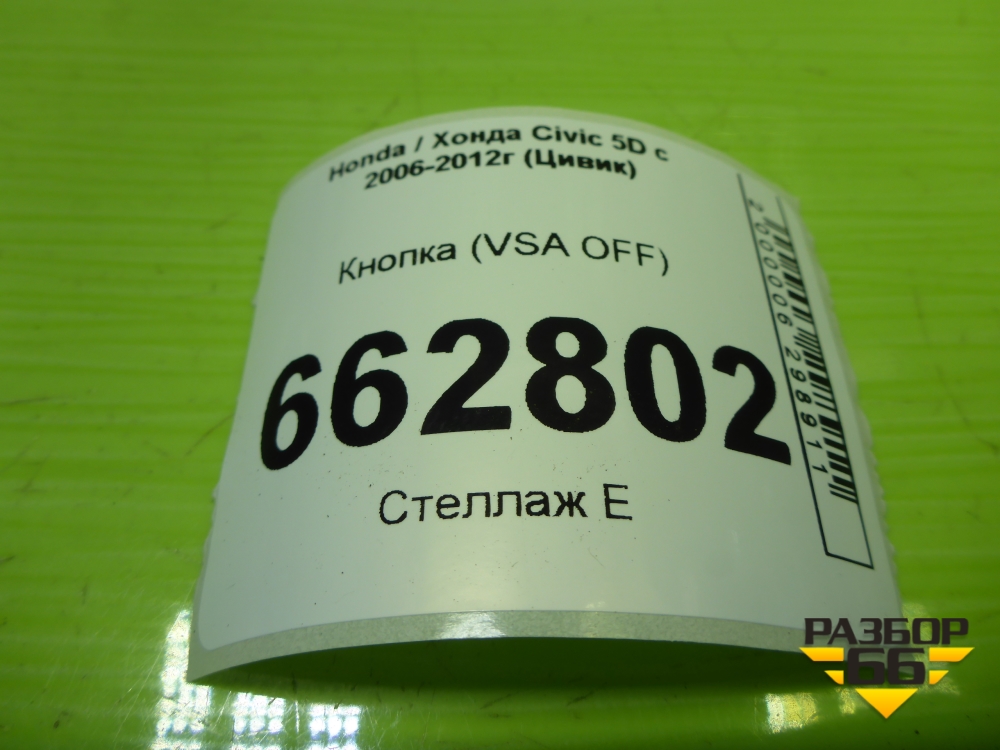 Honda / Хонда Civic 5D с
2006-2012г (Цивик)
Кнопка (VSA OFF)
662802
Стеллаж Е
2000006298911
РАЗБОР
66